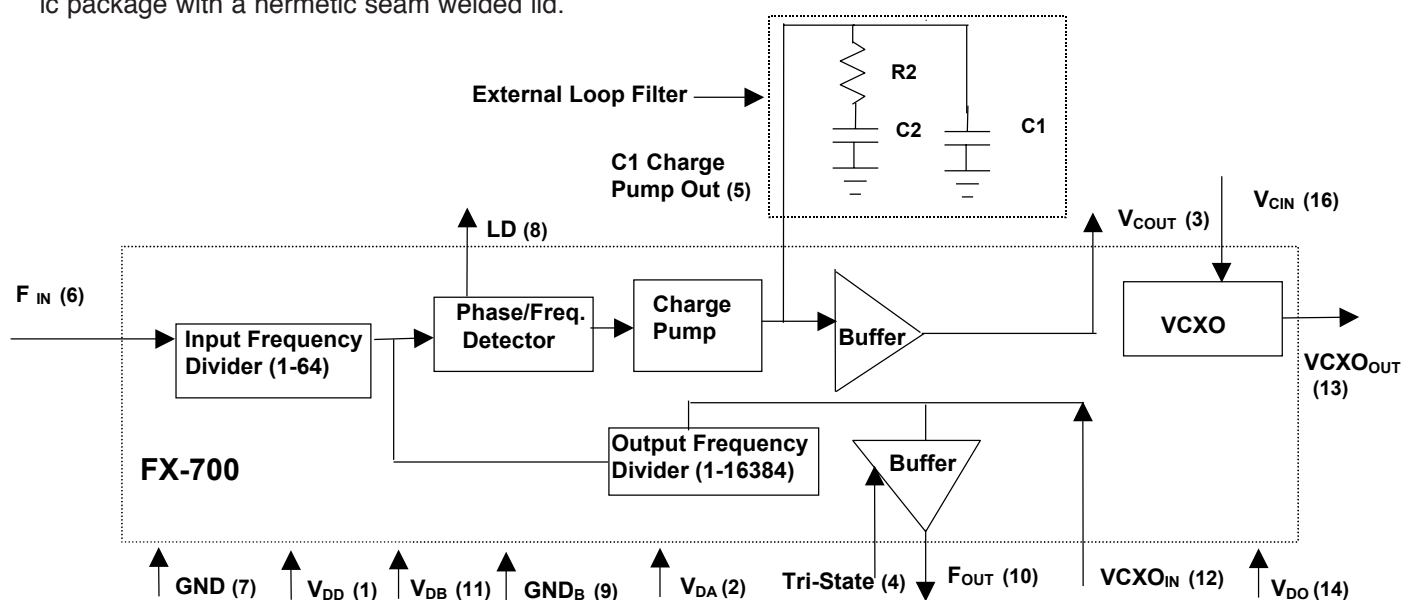 ic package with a hermetic seam welded lid.
R2
External Loop Filter
C2
C1
C1 Charge
Pump Out (5)
VCIN (16)
VCOUT (3)
LD (8)
F IN (6)
Phase/Freq.
Detector
Charge
Pump
Input Frequency
Divider (1-64)
Buffer
VCXO
VCXOOUT
(13)
Output Frequency
Divider (1-16384)
Buffer
FX-700
GND (7)
VDD (1)
VDB (11)
GNDB (9)
VDA (2)
Tri-State (4)
FOUT (10)
VCXOIN (12)
VDO (14)